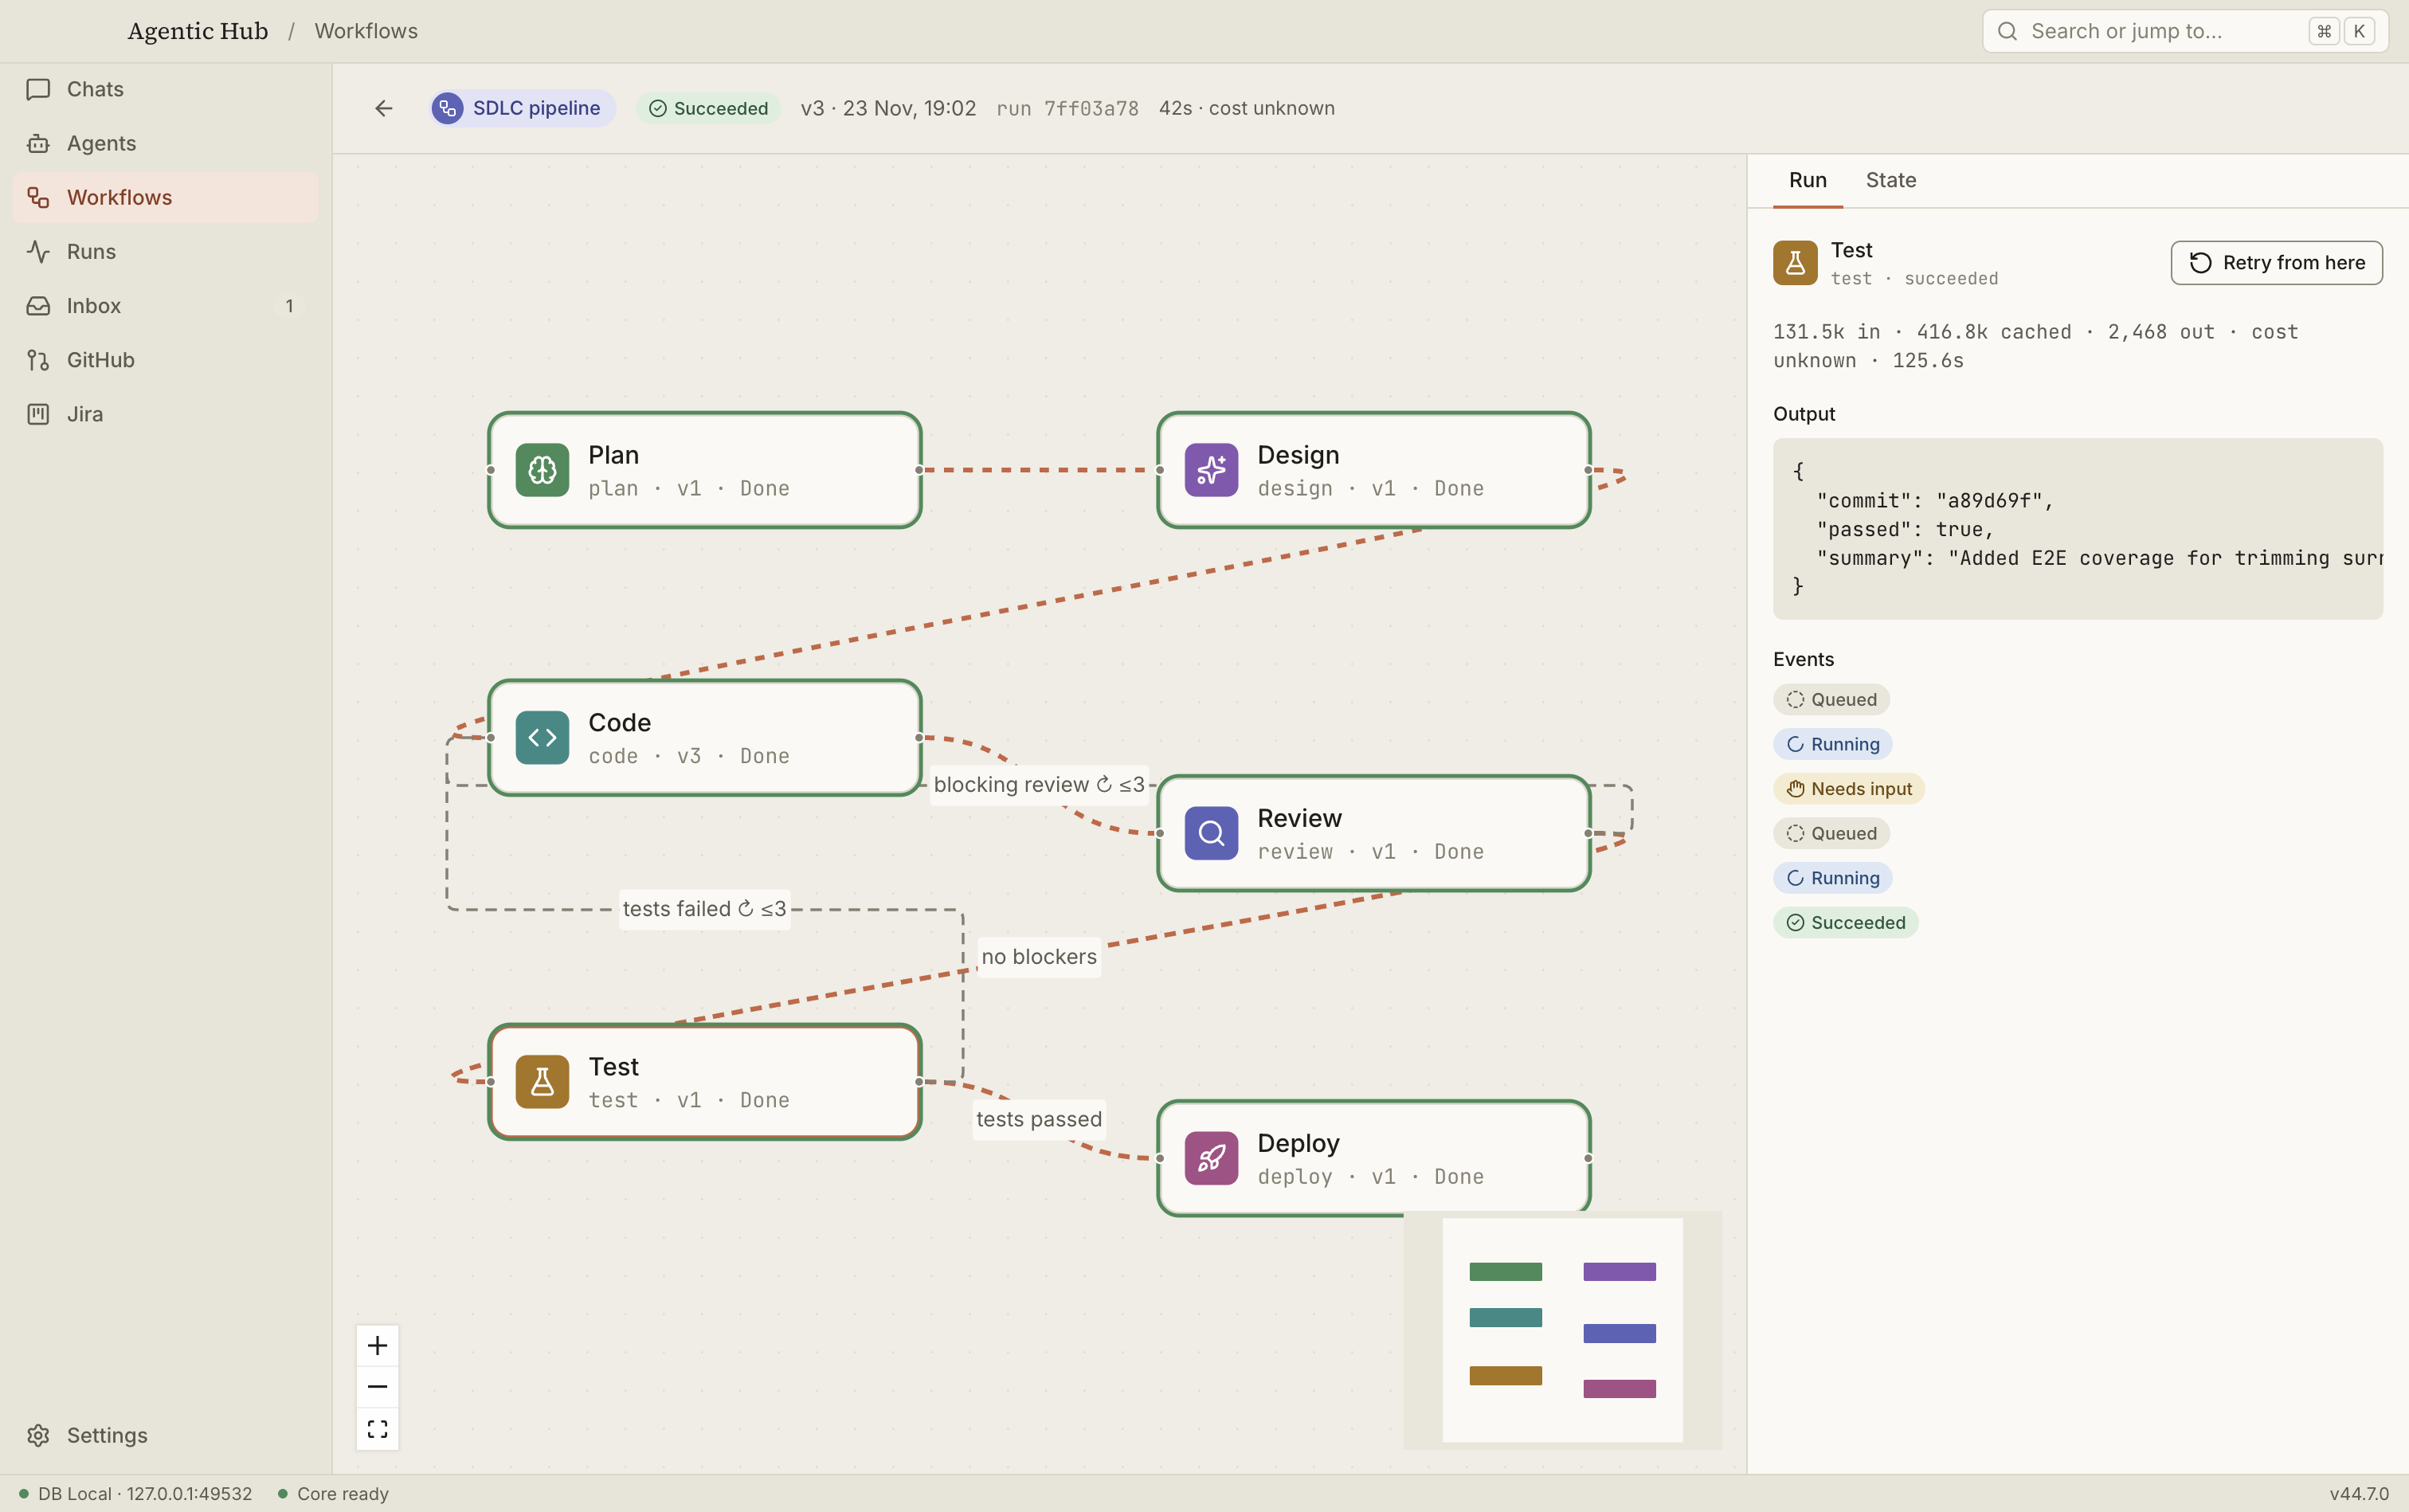 Agentic Hub / Workflows
Search or jump to... ⌘ K
Chats
Agents
Workflows
Runs
Inbox 1
GitHub
Jira
Settings
SDLC pipeline Succeeded v3 · 23 Nov, 19:02 run 7ff03a78 42s · cost unknown
Plan
plan · v1 · Done
Design
design · v1 · Done
Code
code · v3 · Done
blocking review ↻ ≤3
Review
review · v1 · Done
tests failed ↻ ≤3
no blockers
Test
test · v1 · Done
tests passed
Deploy
deploy · v1 · Done
Run State
Test
test · succeeded
Retry from here
131.5k in · 416.8k cached · 2,468 out · cost
unknown · 125.6s
Output
{
"commit": "a89d69f",
"passed": true,
"summary": "Added E2E coverage for trimming surr
}
Events
Queued
Running
Needs input
Queued
Running
Succeeded
DB Local · 127.0.0.1:49532 Core ready
v44.7.0